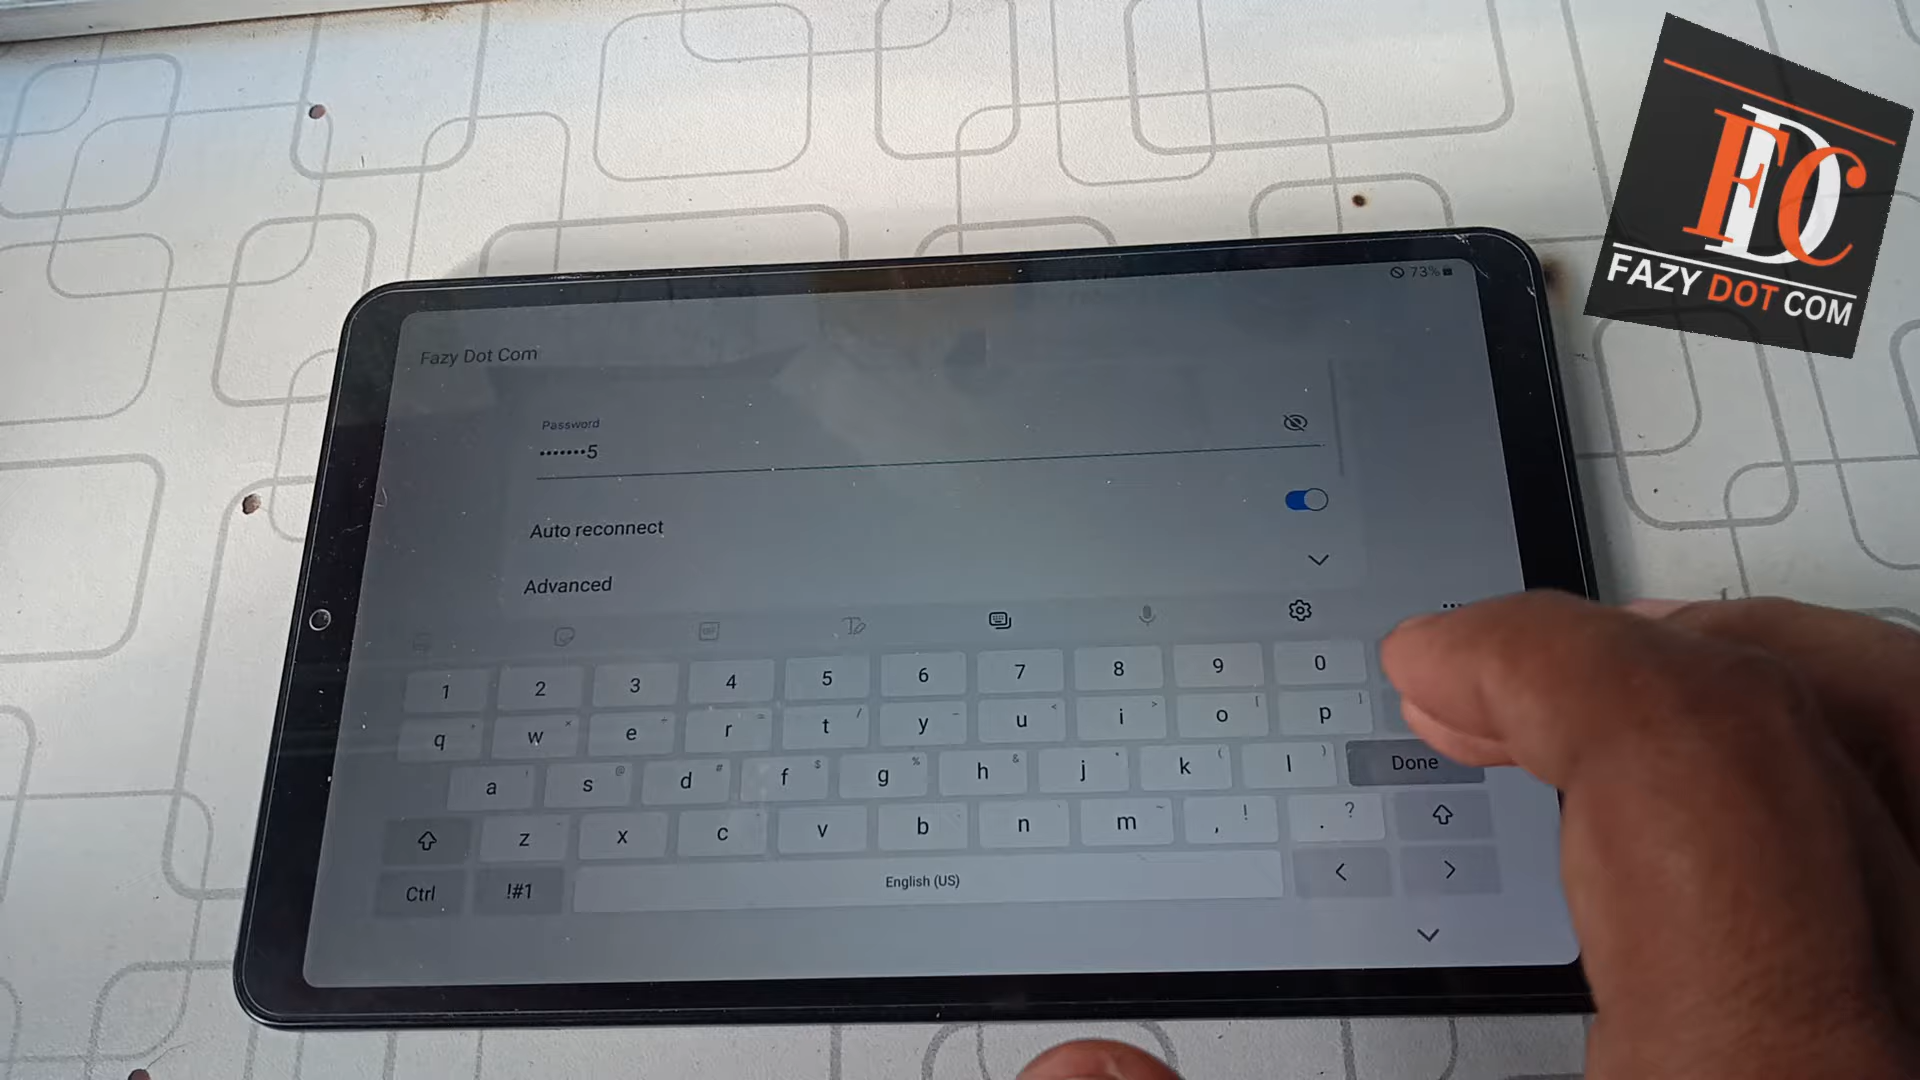 FDC
FAZY DOT COM
73%
Fazy Dot Com
Password
•••••••5
Auto reconnect
Advanced
1 2 3 4 5 6 7 8 9 0
q w e r t y u i o p
a s d f g h j k l Done
z x c v b n m , ! . ?
Ctrl !#1 English (US) < >